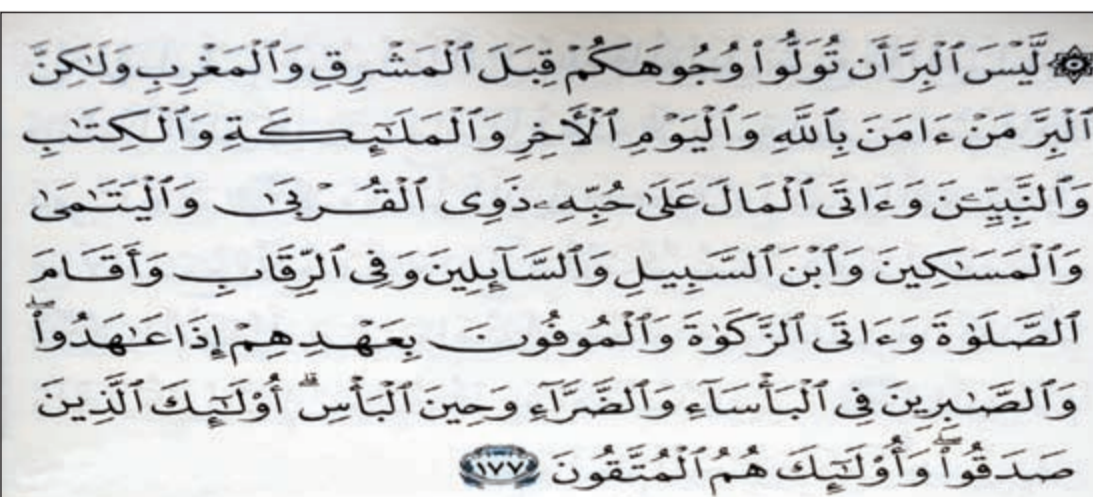 ۞ لَّيْسَ ٱلْبِرَّ أَن تُوَلُّوا۟ وُجُوهَكُمْ قِبَلَ ٱلْمَشْرِقِ وَٱلْمَغْرِبِ وَلَٰكِنَّ
ٱلْبِرَّ مَنْ ءَامَنَ بِٱللَّهِ وَٱلْيَوْمِ ٱلْأَخِرِ وَٱلْمَلَٰٓئِكَةِ وَٱلْكِتَٰبِ
وَٱلنَّبِيِّـۧنَ وَءَاتَى ٱلْمَالَ عَلَىٰ حُبِّهِۦ ذَوِى ٱلْقُرْبَىٰ وَٱلْيَتَٰمَىٰ
وَٱلْمَسَٰكِينَ وَٱبْنَ ٱلسَّبِيلِ وَٱلسَّآئِلِينَ وَفِى ٱلرِّقَابِ وَأَقَامَ
ٱلصَّلَوٰةَ وَءَاتَى ٱلزَّكَوٰةَ وَٱلْمُوفُونَ بِعَهْدِهِمْ إِذَا عَٰهَدُوا۟ۖ
وَٱلصَّٰبِرِينَ فِى ٱلْبَأْسَآءِ وَٱلضَّرَّآءِ وَحِينَ ٱلْبَأْسِۗ أُو۟لَٰٓئِكَ ٱلَّذِينَ
صَدَقُوا۟ۖ وَأُو۟لَٰٓئِكَ هُمُ ٱلْمُتَّقُونَ ١٧٧